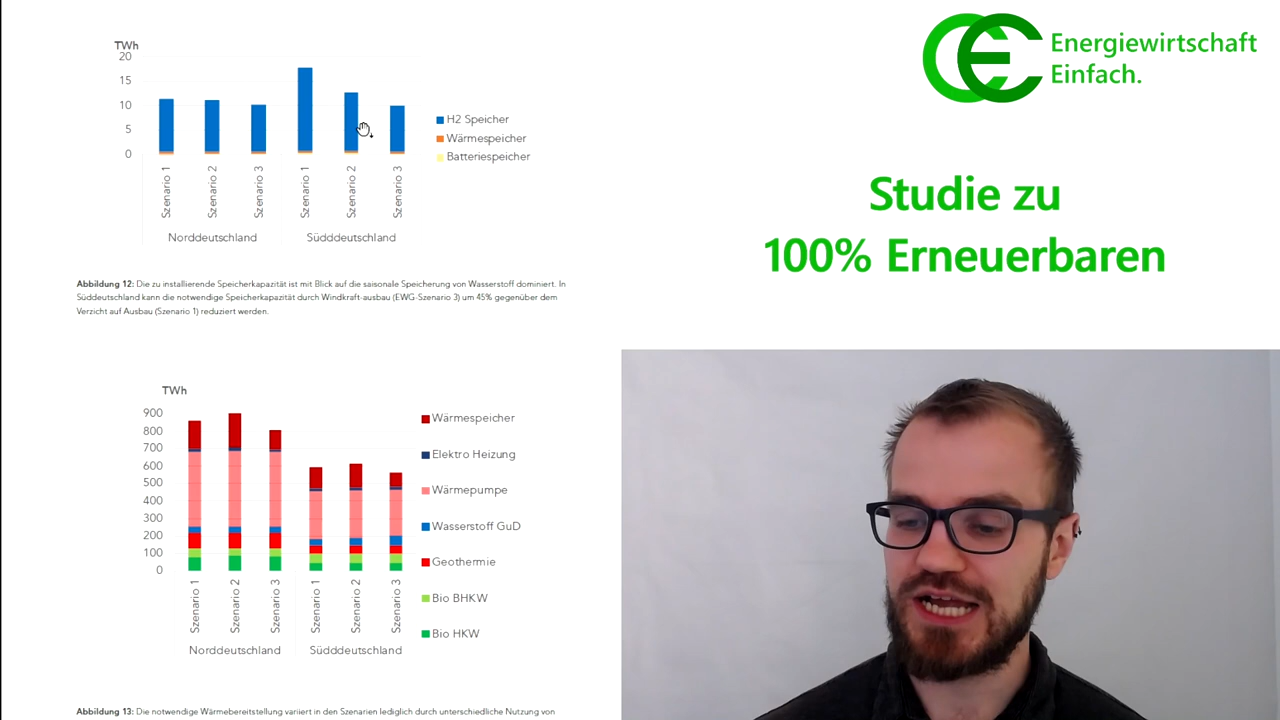 Energiewirtschaft
Einfach.
Studie zu
100% Erneuerbaren
TWh
20
15
10
5
0
H2 Speicher
Wärmespeicher
Batteriespeicher
Szenario 1
Szenario 2
Szenario 3
Szenario 1
Szenario 2
Szenario 3
Norddeutschland
Südddeutschland
Abbildung 12: Die zu installierende Speicherkapazität ist mit Blick auf die saisonale Speicherung von Wasserstoff dominiert. In
Süddeutschland kann die notwendige Speicherkapazität durch Windkraft-ausbau (EWG-Szenario 3) um 45% gegenüber dem
Verzicht auf Ausbau (Szenario 1) reduziert werden.
TWh
900
800
700
600
500
400
300
200
100
0
Wärmespeicher
Elektro Heizung
Wärmepumpe
Wasserstoff GuD
Geothermie
Bio BHKW
Bio HKW
Szenario 1
Szenario 2
Szenario 3
Szenario 1
Szenario 2
Szenario 3
Norddeutschland
Südddeutschland
Abbildung 13: Die notwendige Wärmebereitstellung variiert in den Szenarien lediglich durch unterschiedliche Nutzung von